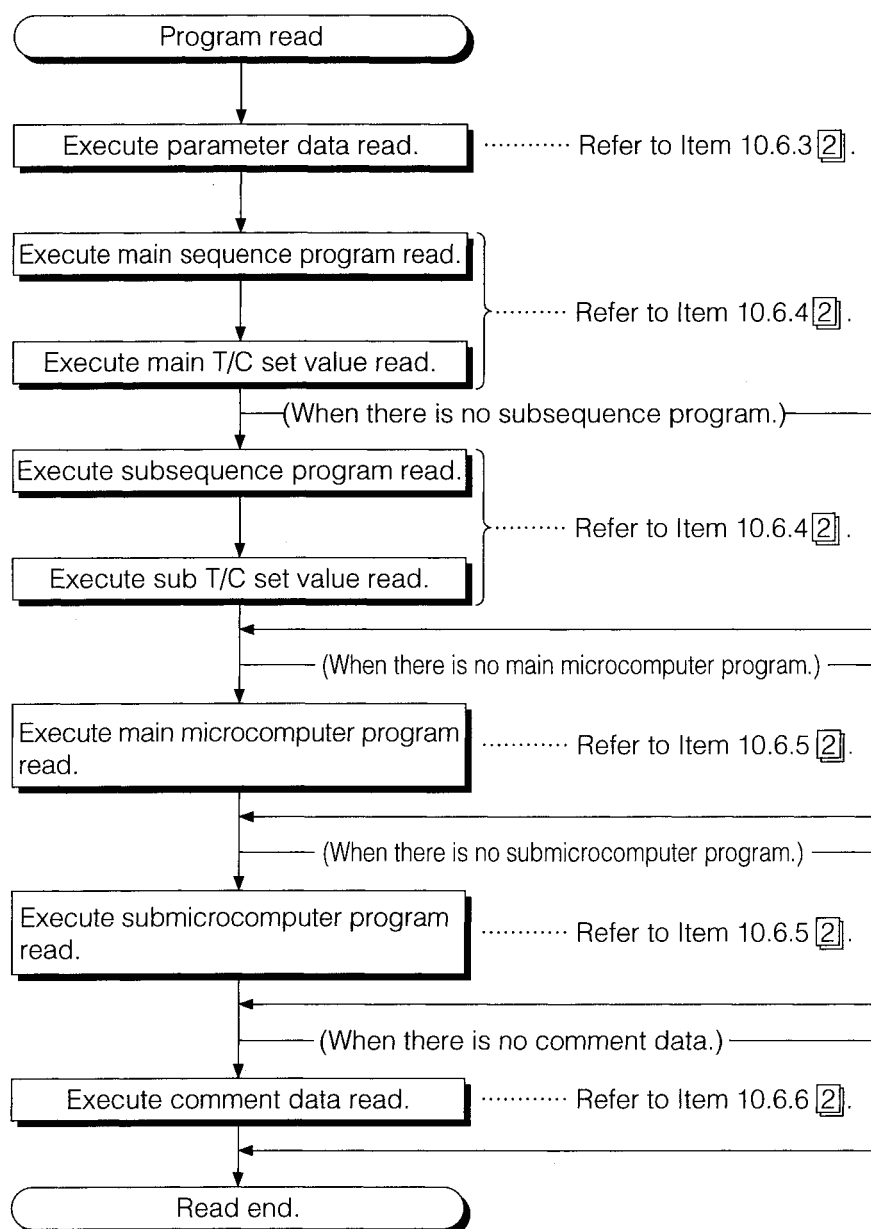 Program read
Execute parameter data read. ············ Refer to Item 10.6.3 2.
Execute main sequence program read.
·········· Refer to Item 10.6.4 2.
Execute main T/C set value read.
(When there is no subsequence program.)
Execute subsequence program read.
·········· Refer to Item 10.6.4 2.
Execute sub T/C set value read.
(When there is no main microcomputer program.)
Execute main microcomputer program ············ Refer to Item 10.6.5 2.
read.
(When there is no submicrocomputer program.)
Execute submicrocomputer program ············ Refer to Item 10.6.5 2.
read.
(When there is no comment data.)
Execute comment data read. ············ Refer to Item 10.6.6 2.
Read end.